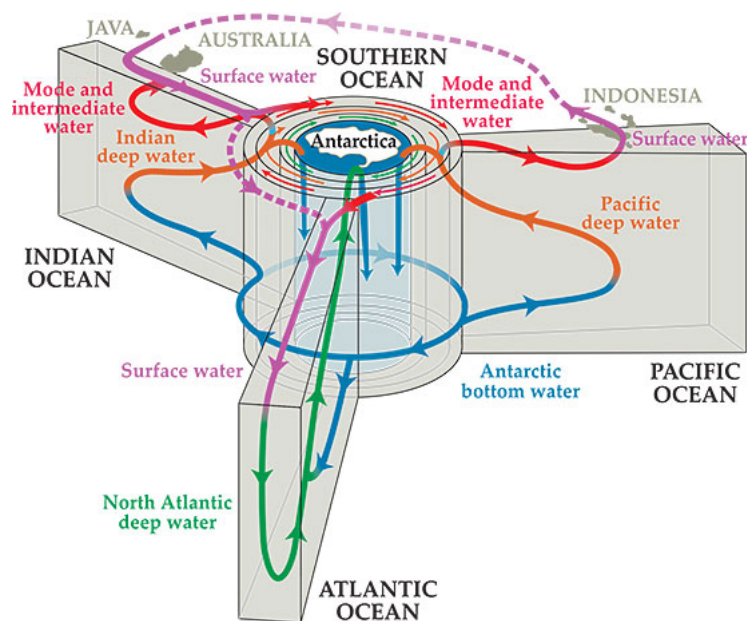 JAVA
AUSTRALIA
SOUTHERN
OCEAN
Surface water
Mode and
intermediate
water
Mode and
intermediate
water
INDONESIA
Surface water
Antarctica
Indian
deep water
Pacific
deep water
INDIAN
OCEAN
Surface water
Antarctic
bottom water
PACIFIC
OCEAN
North Atlantic
deep water
ATLANTIC
OCEAN